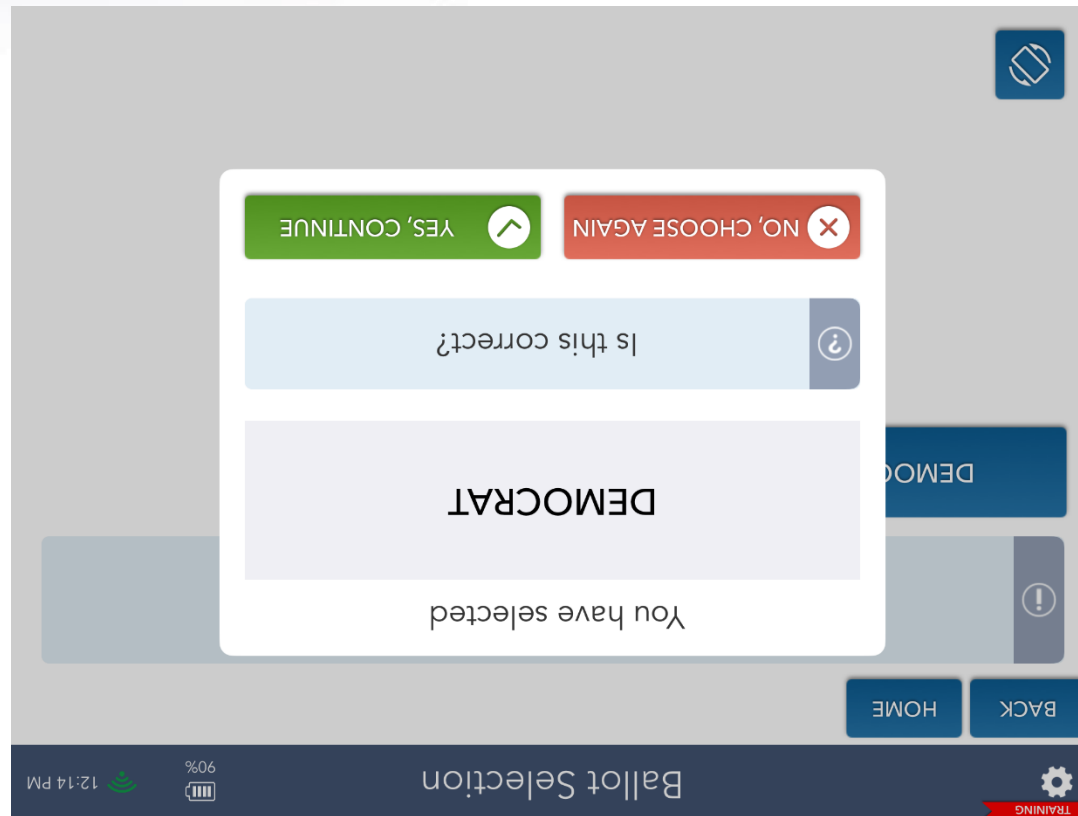 TRAINING
Ballot Selection
90%
12:14 PM
BACK
HOME
You have selected
DEMOCRAT
DEMOC
Is this correct?
NO, CHOOSE AGAIN
YES, CONTINUE